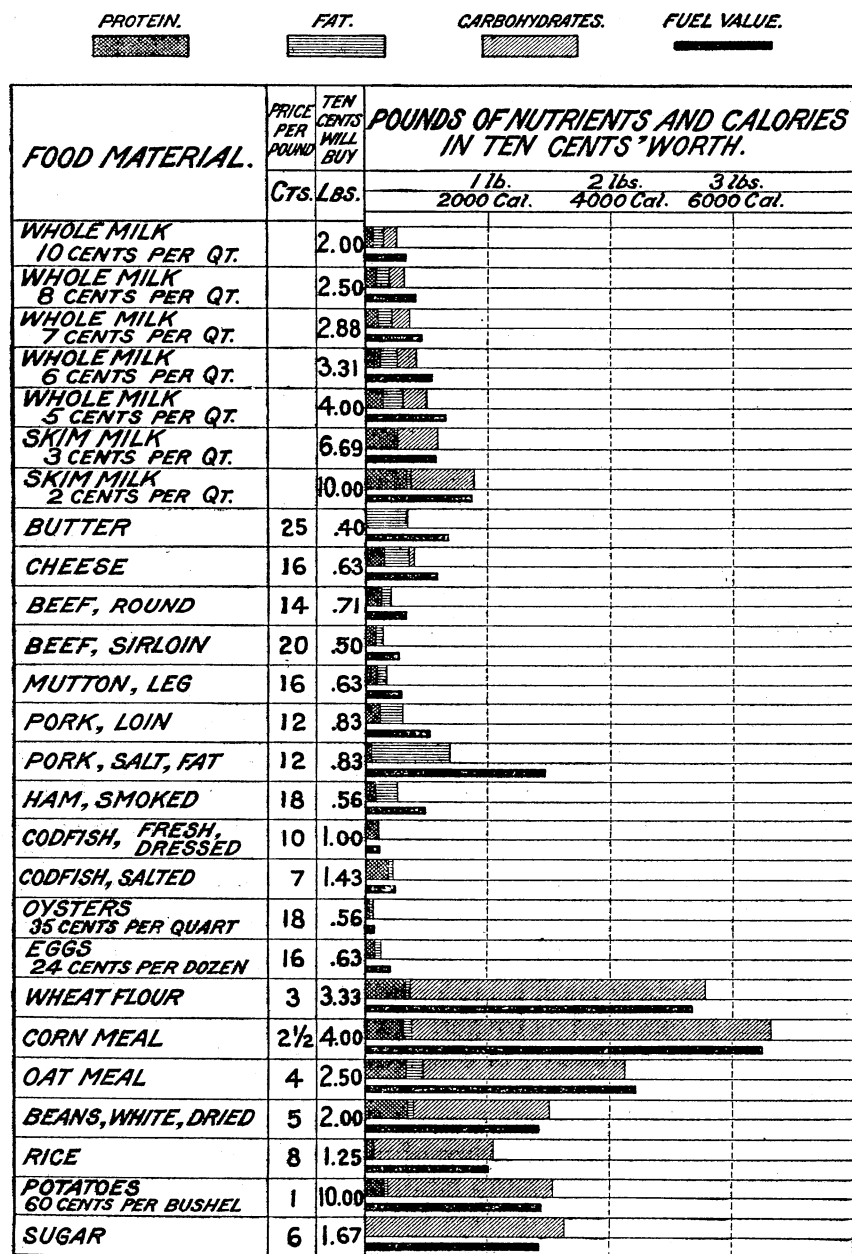 PROTEIN. FAT. CARBOHYDRATES. FUEL VALUE.
FOOD MATERIAL.
PRICE PER POUND
CTS.
TEN CENTS WILL BUY
LBS.
POUNDS OF NUTRIENTS AND CALORIES
IN TEN CENTS' WORTH.
1 lb. 2 lbs. 3 lbs.
2000 Cal. 4000 Cal. 6000 Cal.
WHOLE MILK
10 CENTS PER QT. 2.00
WHOLE MILK
8 CENTS PER QT. 2.50
WHOLE MILK
7 CENTS PER QT. 2.88
WHOLE MILK
6 CENTS PER QT. 3.31
WHOLE MILK
5 CENTS PER QT. 4.00
SKIM MILK
3 CENTS PER QT. 6.69
SKIM MILK
2 CENTS PER QT. 10.00
BUTTER 25 .40
CHEESE 16 .63
BEEF, ROUND 14 .71
BEEF, SIRLOIN 20 .50
MUTTON, LEG 16 .63
PORK, LOIN 12 .83
PORK, SALT, FAT 12 .83
HAM, SMOKED 18 .56
CODFISH, FRESH, DRESSED 10 1.00
CODFISH, SALTED 7 1.43
OYSTERS
35 CENTS PER QUART 18 .56
EGGS
24 CENTS PER DOZEN 16 .63
WHEAT FLOUR 3 3.33
CORN MEAL 2½ 4.00
OAT MEAL 4 2.50
BEANS, WHITE, DRIED 5 2.00
RICE 8 1.25
POTATOES
60 CENTS PER BUSHEL 1 10.00
SUGAR 6 1.67